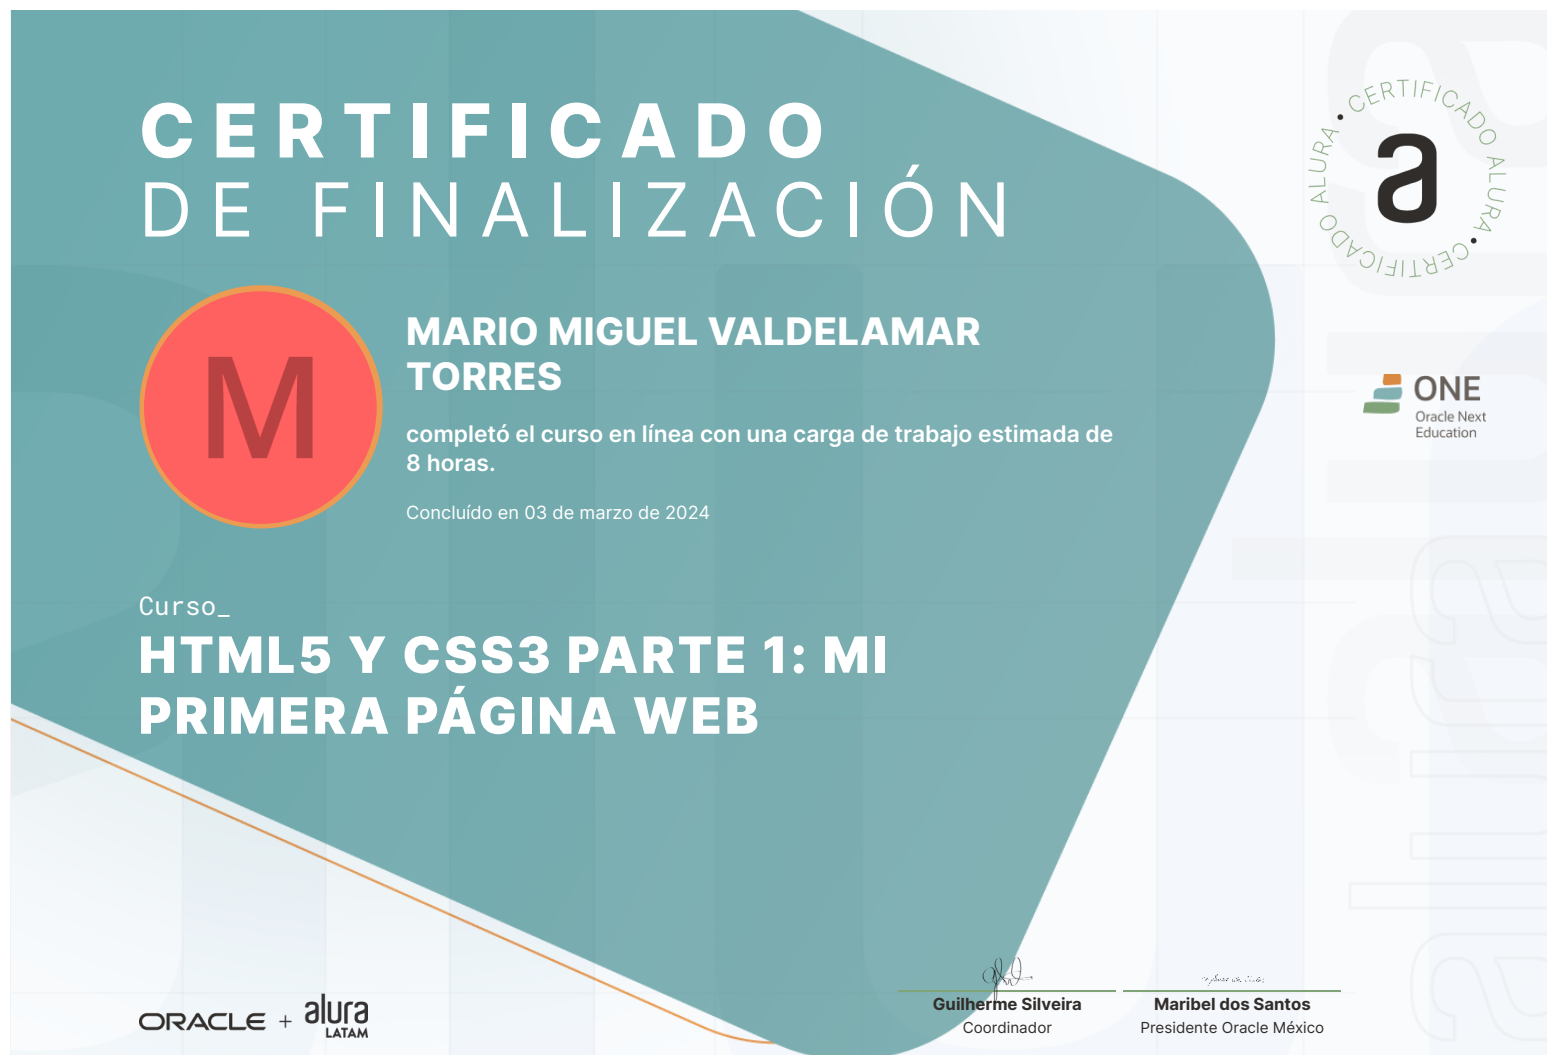 CERTIFICADO
DE FINALIZACIÓN
CERTIFICADO ALURA • CERTIFICADO ALURA •
a
M
MARIO MIGUEL VALDELAMAR
TORRES
completó el curso en línea con una carga de trabajo estimada de
8 horas.
Concluído en 03 de marzo de 2024
ONE
Oracle Next
Education
Curso_
HTML5 Y CSS3 PARTE 1: MI
PRIMERA PÁGINA WEB
ORACLE + alura
LATAM
Guilherme Silveira
Coordinador
Maribel dos Santos
Presidente Oracle México
alura
alura